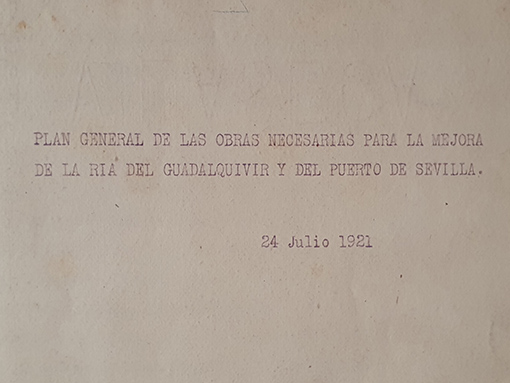 PLAN GENERAL DE LAS OBRAS NECESARIAS PARA LA MEJORA
DE LA RIA DEL GUADALQUIVIR Y DEL PUERTO DE SEVILLA.
24 Julio 1921